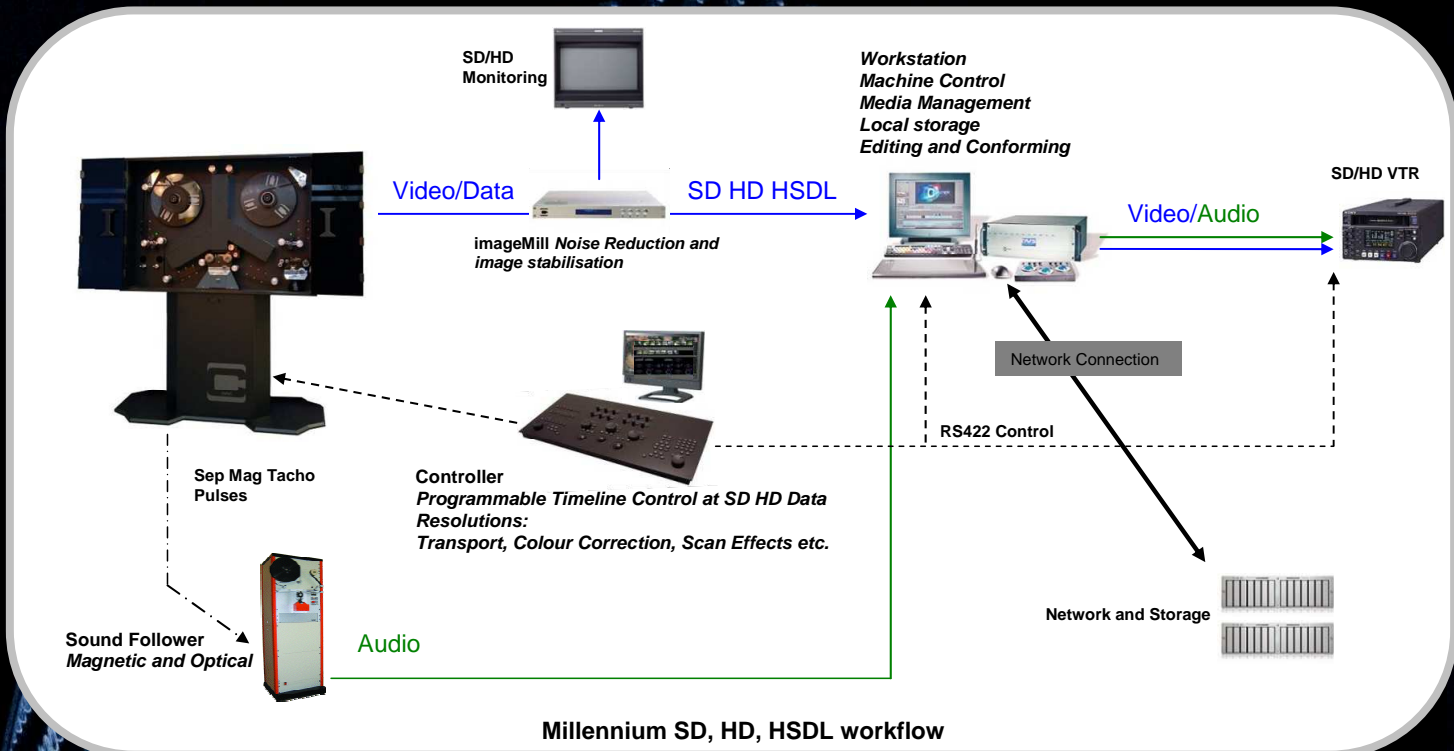 SD/HD
Monitoring
Workstation
Machine Control
Media Management
Local storage
Editing and Conforming
SD/HD VTR
Video/Data
SD HD HSDL
Video/Audio
imageMill Noise Reduction and
image stabilisation
Network Connection
RS422 Control
Sep Mag Tacho
Pulses
Controller
Programmable Timeline Control at SD HD Data
Resolutions:
Transport, Colour Correction, Scan Effects etc.
Network and Storage
Sound Follower
Magnetic and Optical
Audio
Millennium SD, HD, HSDL workflow